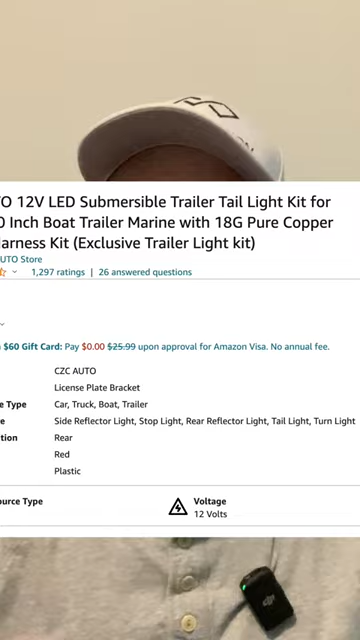 TO 12V LED Submersible Trailer Tail Light Kit for
0 Inch Boat Trailer Marine with 18G Pure Copper
arness Kit (Exclusive Trailer Light kit)
UTO Store
1,297 ratings | 26 answered questions
$60 Gift Card: Pay $0.00 $25.99 upon approval for Amazon Visa. No annual fee.
CZC AUTO
License Plate Bracket
e Type Car, Truck, Boat, Trailer
e Side Reflector Light, Stop Light, Rear Reflector Light, Tail Light, Turn Light
tion Rear
Red
Plastic
ource Type Voltage
12 Volts
dji